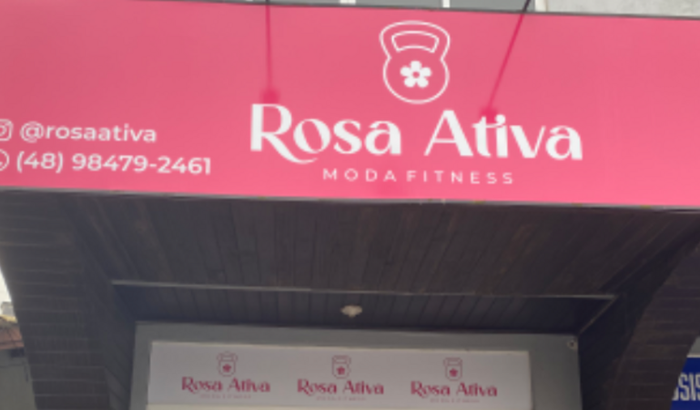 @rosaativa
(48) 98479-2461
Rosa Ativa
MODA FITNESS
Rosa Ativa
Rosa Ativa
Rosa Ativa